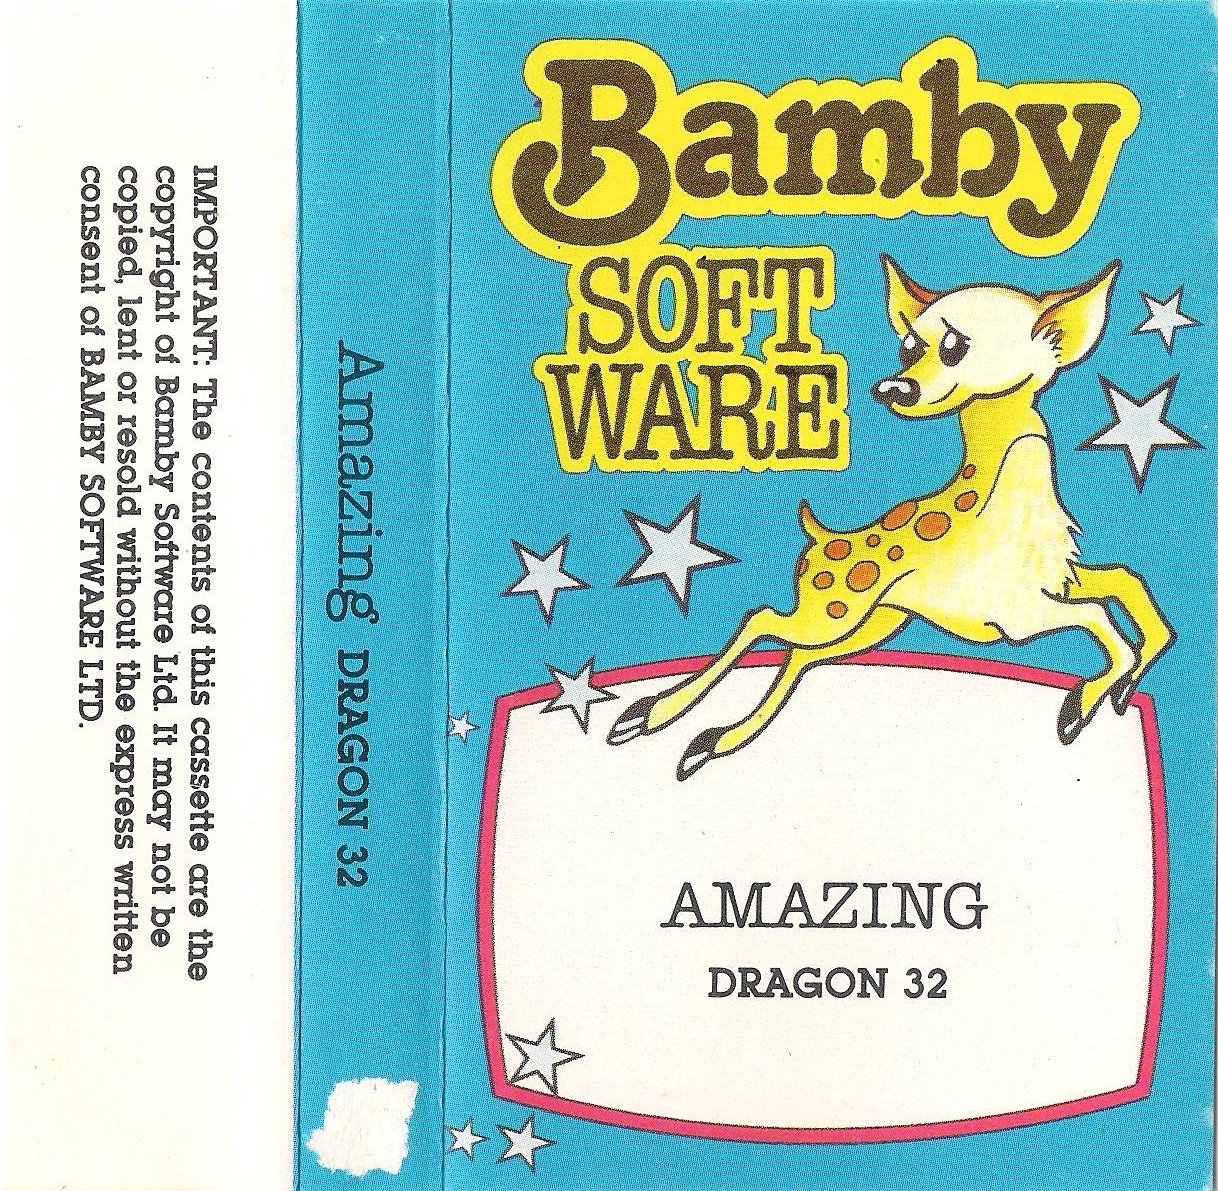 IMPORTANT: The contents of this cassette are the
copyright of Bamby Software Ltd. It may not be
copied, lent or resold without the express written
consent of BAMBY SOFTWARE LTD.
Amazing DRAGON 32
Bamby
SOFT
WARE
AMAZING
DRAGON 32